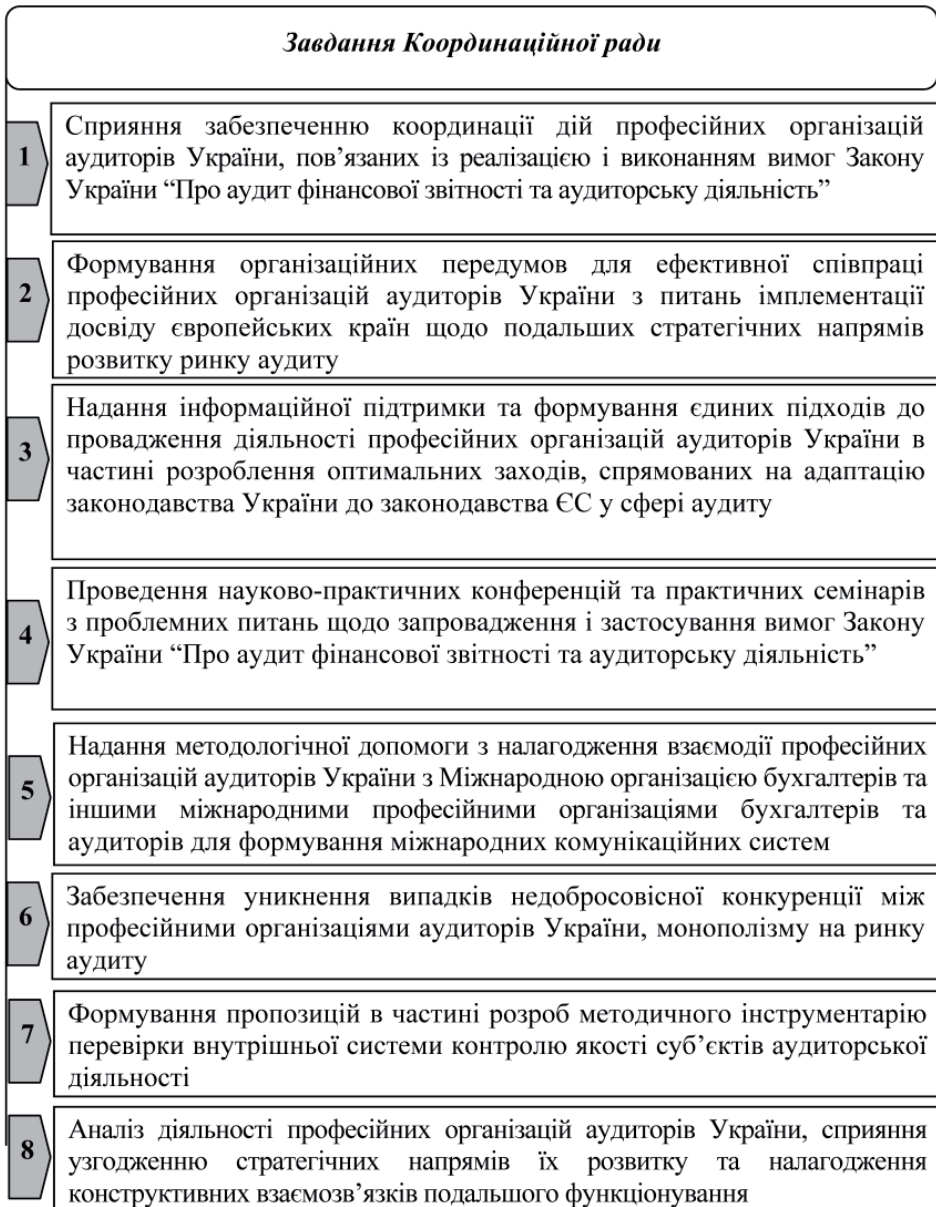 Завдання Координаційної ради
1
Сприяння забезпеченню координації дій професійних організацій
аудиторів України, пов’язаних із реалізацією і виконанням вимог Закону
України “Про аудит фінансової звітності та аудиторську діяльність”
2
Формування організаційних передумов для ефективної співпраці
професійних організацій аудиторів України з питань імплементації
досвіду європейських країн щодо подальших стратегічних напрямів
розвитку ринку аудиту
3
Надання інформаційної підтримки та формування єдиних підходів до
провадження діяльності професійних організацій аудиторів України в
частині розроблення оптимальних заходів, спрямованих на адаптацію
законодавства України до законодавства ЄС у сфері аудиту
4
Проведення науково-практичних конференцій та практичних семінарів
з проблемних питань щодо запровадження і застосування вимог Закону
України “Про аудит фінансової звітності та аудиторську діяльність”
5
Надання методологічної допомоги з налагодження взаємодії професійних
організацій аудиторів України з Міжнародною організацією бухгалтерів та
іншими міжнародними професійними організаціями бухгалтерів та
аудиторів для формування міжнародних комунікаційних систем
6
Забезпечення уникнення випадків недобросовісної конкуренції між
професійними організаціями аудиторів України, монополізму на ринку
аудиту
7
Формування пропозицій в частині розроб методичного інструментарію
перевірки внутрішньої системи контролю якості суб’єктів аудиторської
діяльності
8
Аналіз діяльності професійних організацій аудиторів України, сприяння
узгодженню стратегічних напрямів їх розвитку та налагодження
конструктивних взаємозв’язків подальшого функціонування